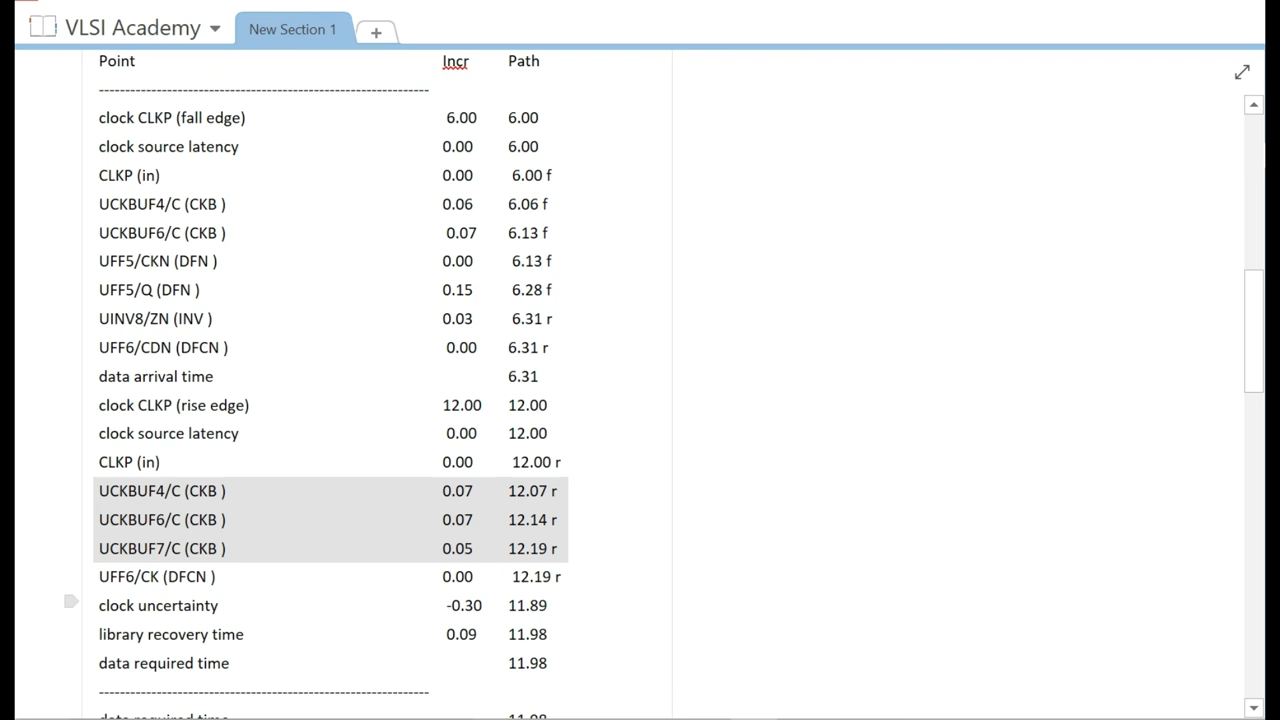 VLSI Academy New Section 1 +
Point Incr Path
---------------------------------------------------------------
clock CLKP (fall edge) 6.00 6.00
clock source latency 0.00 6.00
CLKP (in) 0.00 6.00 f
UCKBUF4/C (CKB ) 0.06 6.06 f
UCKBUF6/C (CKB ) 0.07 6.13 f
UFF5/CKN (DFN ) 0.00 6.13 f
UFF5/Q (DFN ) 0.15 6.28 f
UINV8/ZN (INV ) 0.03 6.31 r
UFF6/CDN (DFCN ) 0.00 6.31 r
data arrival time 6.31
clock CLKP (rise edge) 12.00 12.00
clock source latency 0.00 12.00
CLKP (in) 0.00 12.00 r
UCKBUF4/C (CKB ) 0.07 12.07 r
UCKBUF6/C (CKB ) 0.07 12.14 r
UCKBUF7/C (CKB ) 0.05 12.19 r
UFF6/CK (DFCN ) 0.00 12.19 r
clock uncertainty -0.30 11.89
library recovery time 0.09 11.98
data required time 11.98
---------------------------------------------------------------
data required time 11.98